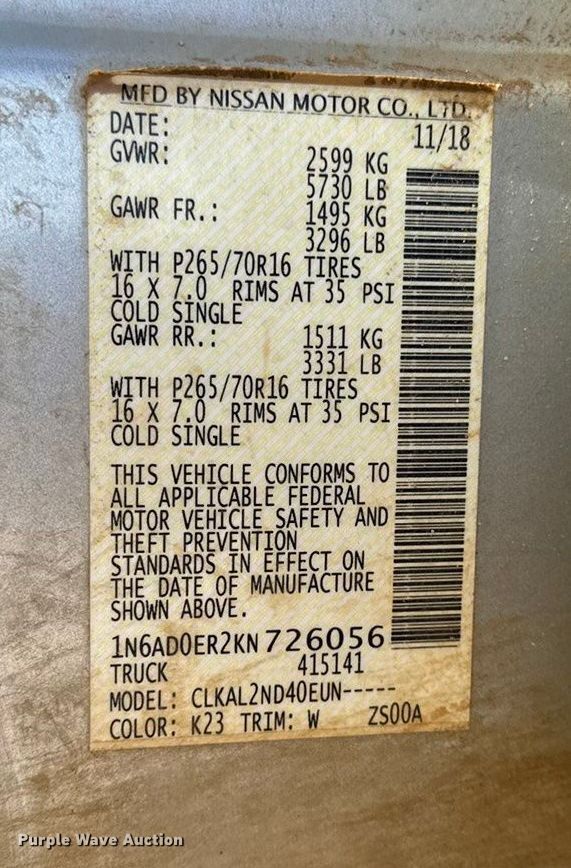 MFD BY NISSAN MOTOR CO., LTD.
DATE: 11/18
GVWR: 2599 KG
5730 LB
GAWR FR.: 1495 KG
3296 LB
WITH P265/70R16 TIRES
16 X 7.0 RIMS AT 35 PSI
COLD SINGLE
GAWR RR.: 1511 KG
3331 LB
WITH P265/70R16 TIRES
16 X 7.0 RIMS AT 35 PSI
COLD SINGLE
THIS VEHICLE CONFORMS TO
ALL APPLICABLE FEDERAL
MOTOR VEHICLE SAFETY AND
THEFT PREVENTION
STANDARDS IN EFFECT ON
THE DATE OF MANUFACTURE
SHOWN ABOVE.
1N6AD0ER2KN726056
TRUCK 415141
MODEL: CLKAL2ND40EUN-----
COLOR: K23 TRIM: W ZS00A
Purple Wave Auction